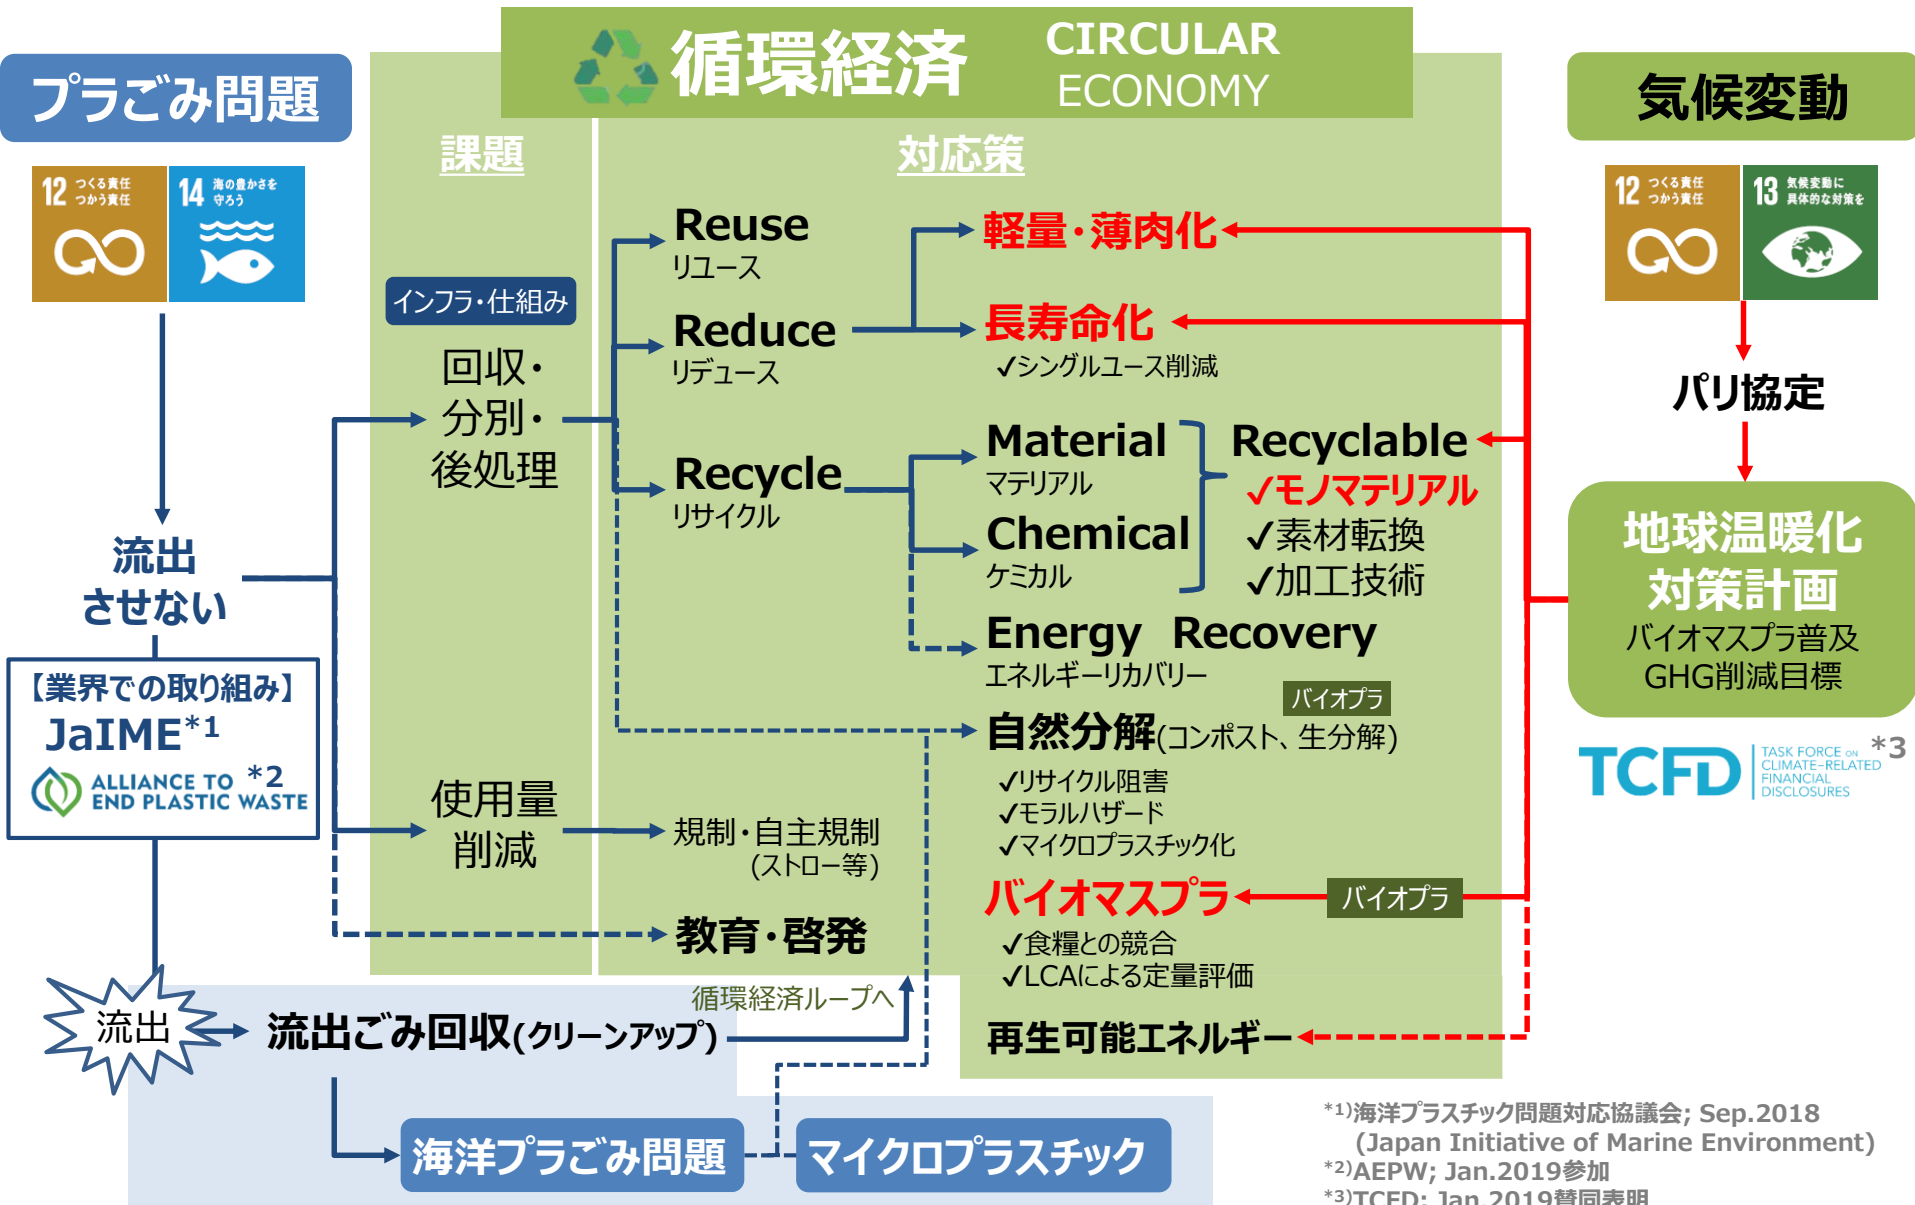 循環経済
CIRCULAR
ECONOMY
プラごみ問題
気候変動
課題
対応策
12 つくる責任
つかう責任
14 海の豊かさを
守ろう
12 つくる責任
つかう責任
13 気候変動に
具体的な対策を
インフラ・仕組み
回収・
分別・
後処理
Reuse
リユース
Reduce
リデュース
Recycle
リサイクル
軽量・薄肉化
長寿命化
✓シングルユース削減
Material
マテリアル
Chemical
ケミカル
Recyclable
✓モノマテリアル
✓素材転換
✓加工技術
Energy Recovery
エネルギーリカバリー
バイオプラ
自然分解(コンポスト、生分解)
✓リサイクル阻害
✓モラルハザード
✓マイクロプラスチック化
バイオマスプラ
バイオプラ
✓食糧との競合
✓LCAによる定量評価
再生可能エネルギー
パリ協定
地球温暖化
対策計画
バイオマスプラ普及
GHG削減目標
TCFD
TASK FORCE ON
CLIMATE-RELATED
FINANCIAL
DISCLOSURES
*3
流出
させない
【業界での取り組み】
JaIME*1
ALLIANCE TO
END PLASTIC WASTE
*2
使用量
削減
規制・自主規制
(ストロー等)
教育・啓発
循環経済ループへ
流出
流出ごみ回収(クリーンアップ)
海洋プラごみ問題
マイクロプラスチック
*1)海洋プラスチック問題対応協議会; Sep.2018
(Japan Initiative of Marine Environment)
*2)AEPW; Jan.2019参加
*3)TCFD; Jan.2019賛同表明